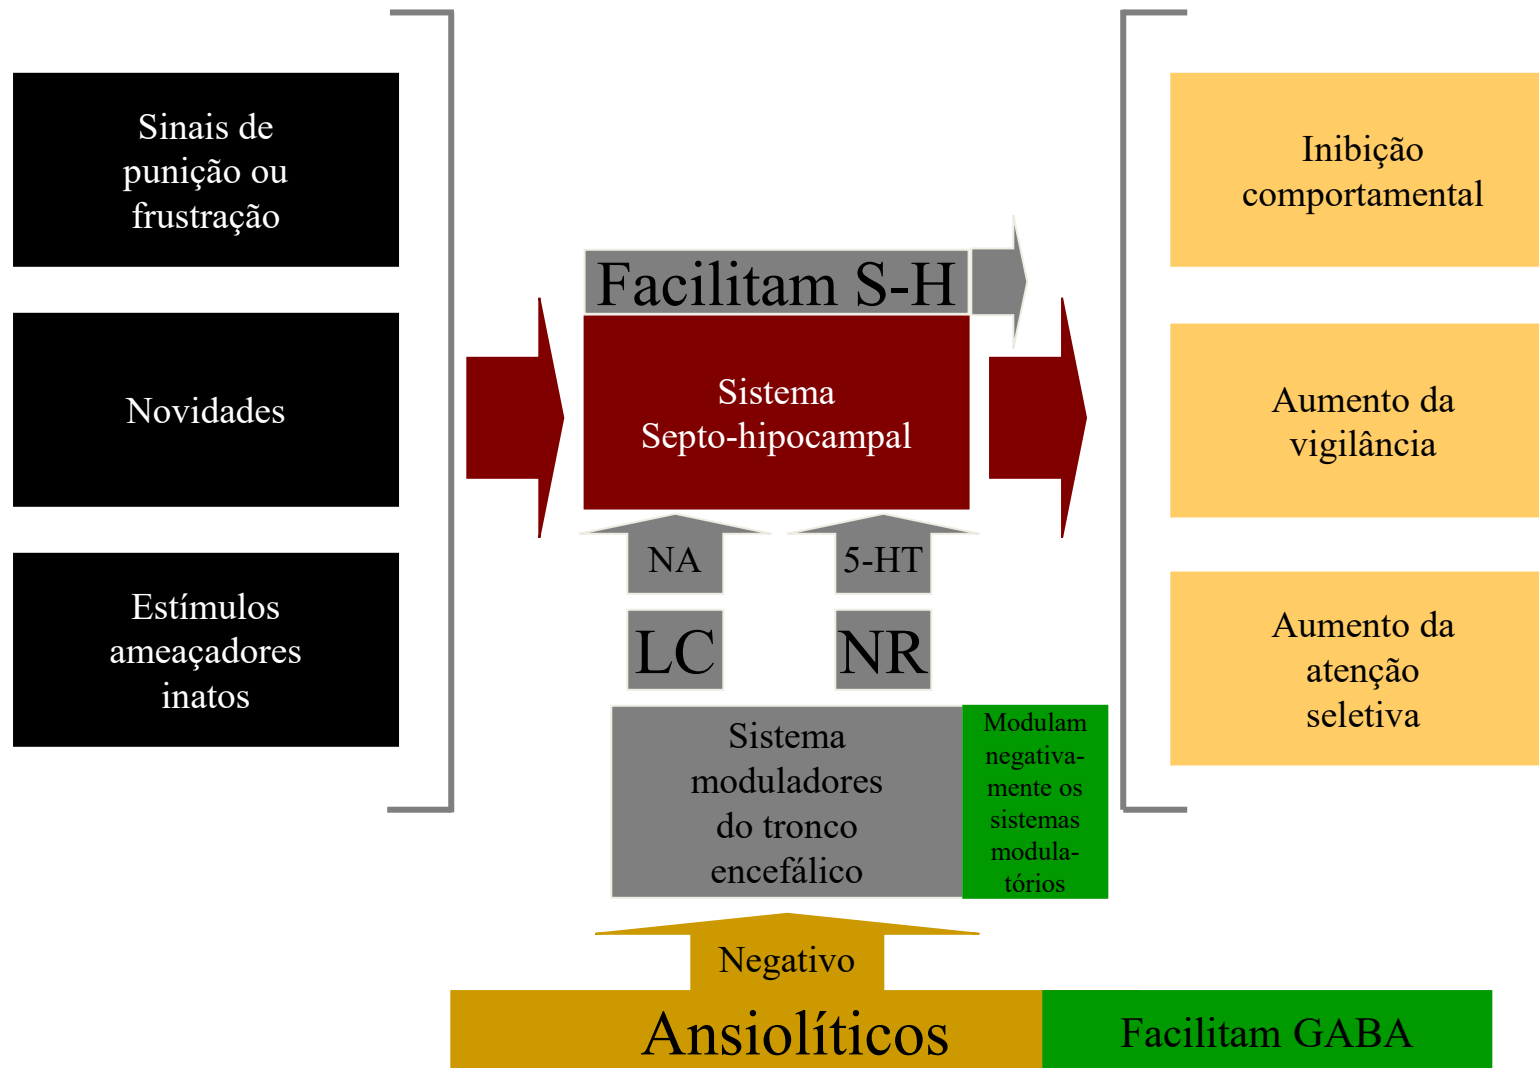 Sinais de
punição ou
frustração
Novidades
Estímulos
ameaçadores
inatos
Facilitam S-H
Sistema
Septo-hipocampal
NA
5-HT
LC
NR
Sistema
moduladores
do tronco
encefálico
Modulam
negativa-
mente os
sistemas
modula-
tórios
Negativo
Ansiolíticos
Facilitam GABA
Inibição
comportamental
Aumento da
vigilância
Aumento da
atenção
seletiva